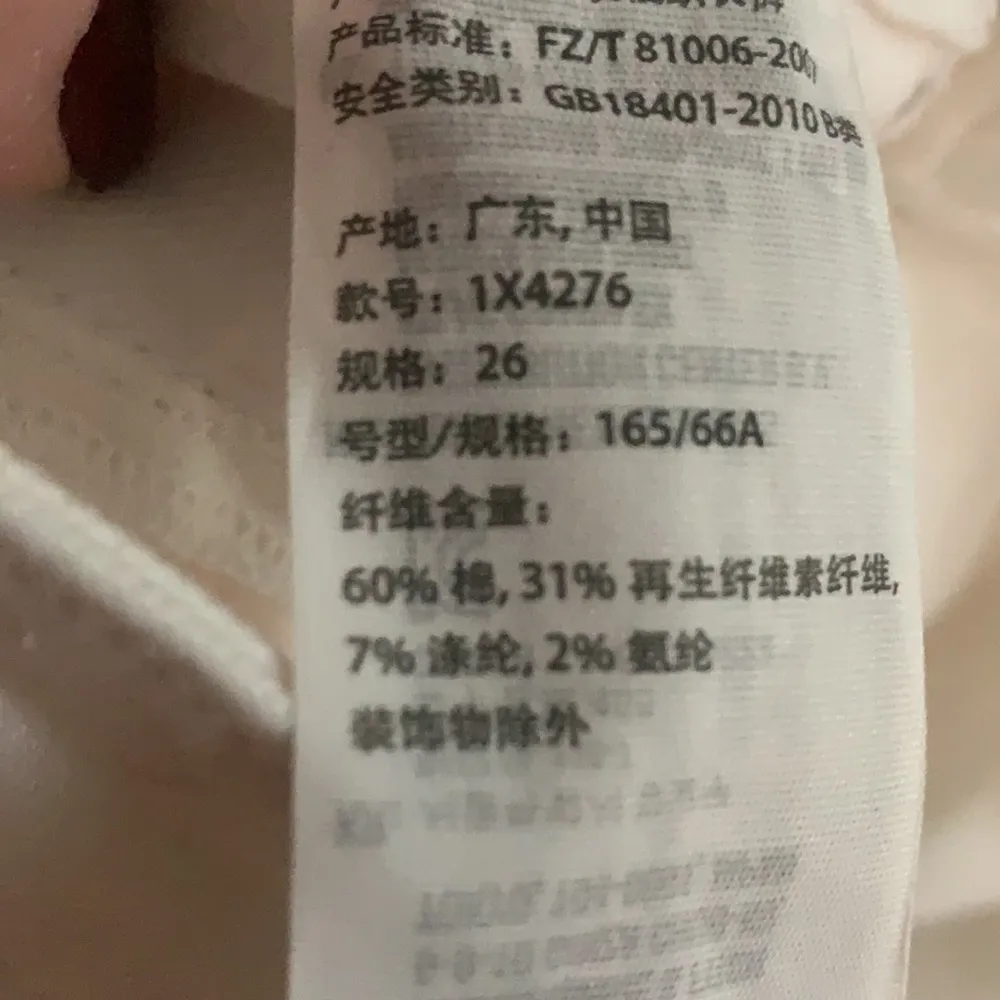 产品标准：FZ/T 81006-2007
安全类别：GB18401-2010 B类
产地：广东, 中国
款号：1X4276
规格：26
号型/规格：165/66A
纤维含量：
60% 棉, 31% 再生纤维素纤维,
7% 涤纶, 2% 氨纶
装饰物除外